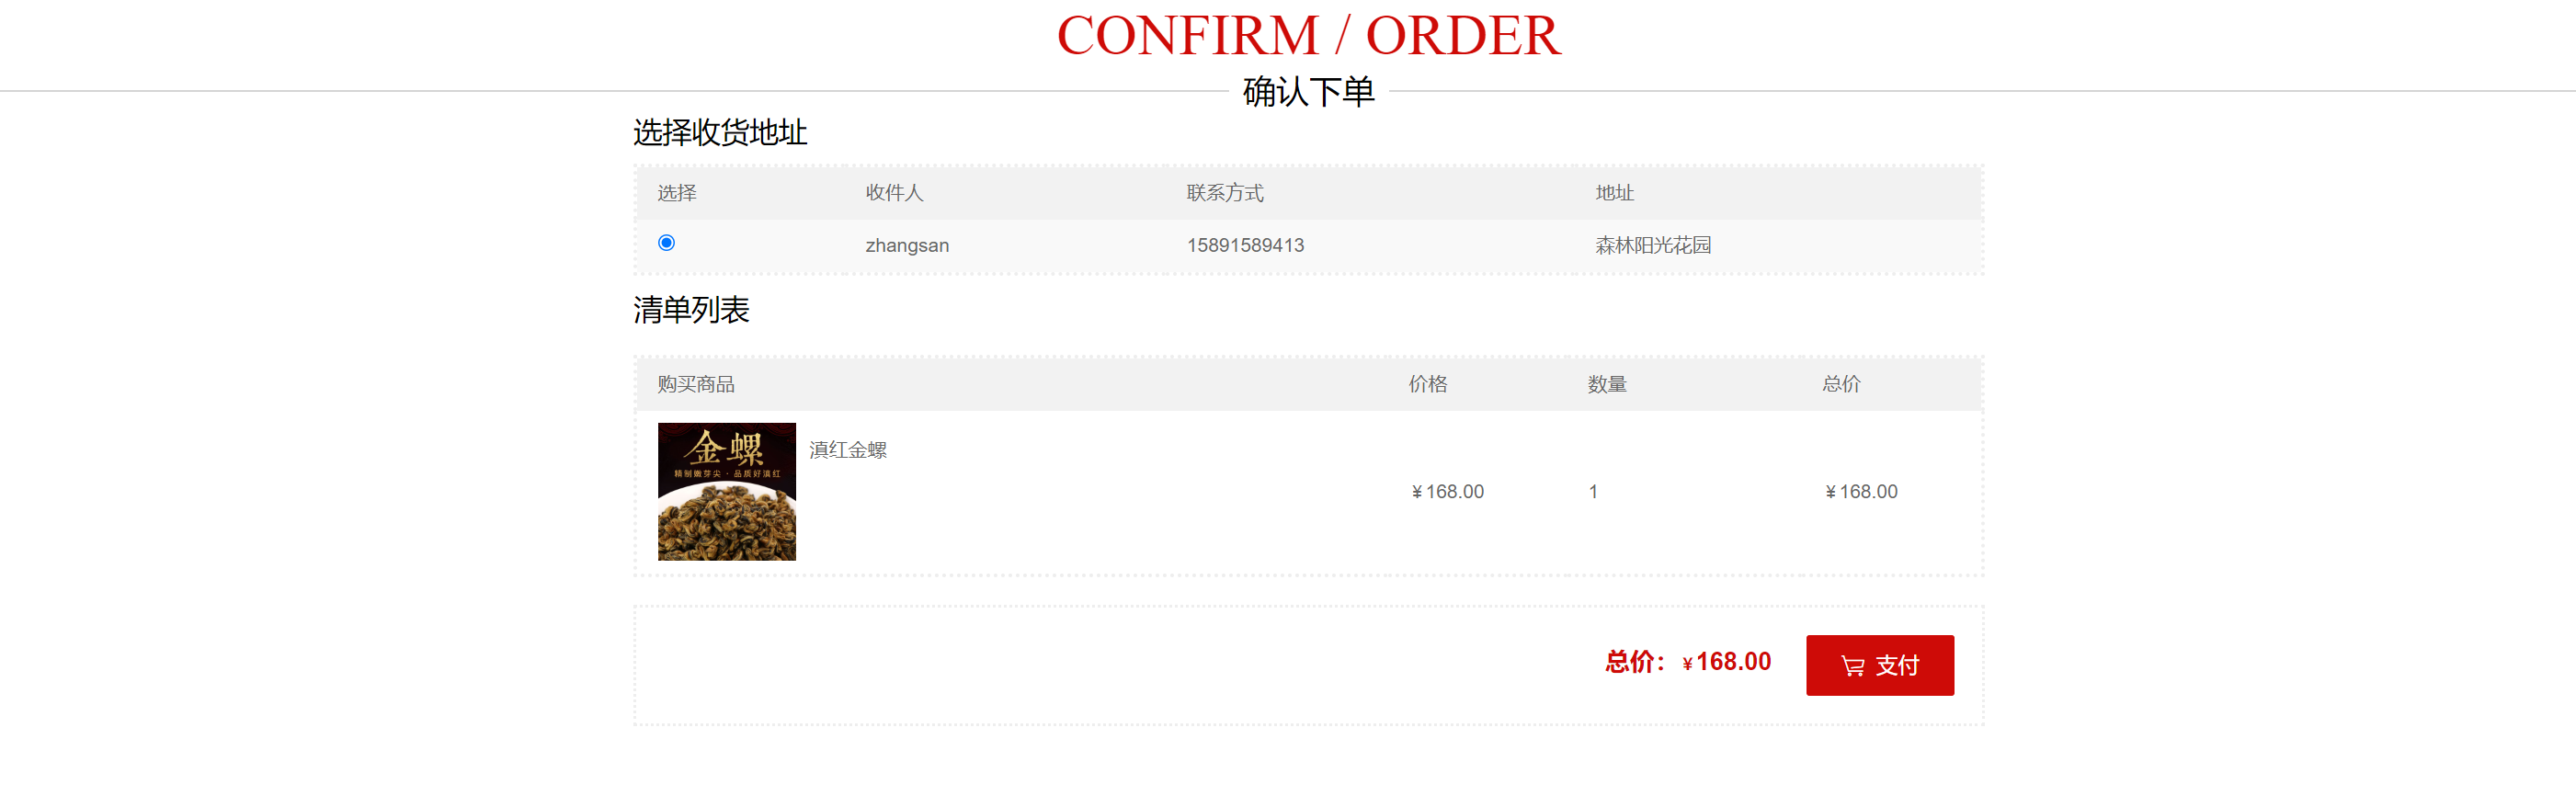 CONFIRM / ORDER
确认下单
选择收货地址
选择 收件人 联系方式 地址
zhangsan 15891589413 森林阳光花园
清单列表
购买商品 价格 数量 总价
金螺
精制嫩芽尖·品质好滇红
滇红金螺
¥168.00 1 ¥168.00
总价：¥168.00 支付